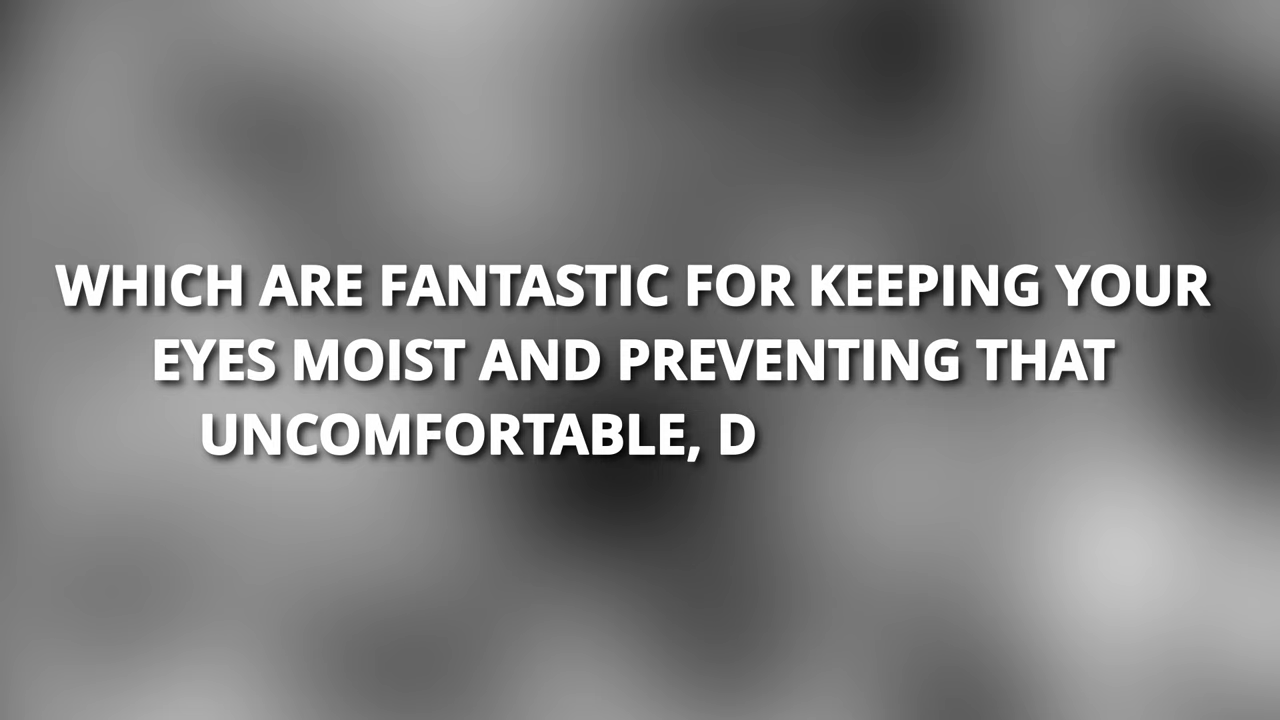 WHICH ARE FANTASTIC FOR KEEPING YOUR
EYES MOIST AND PREVENTING THAT
UNCOMFORTABLE, D